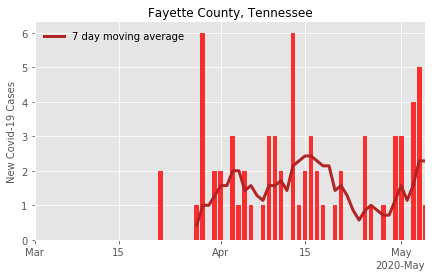 Fayette County, Tennessee
7 day moving average
New Covid-19 Cases
6
5
4
3
2
1
0
Mar 15 Apr 15 May
2020-May